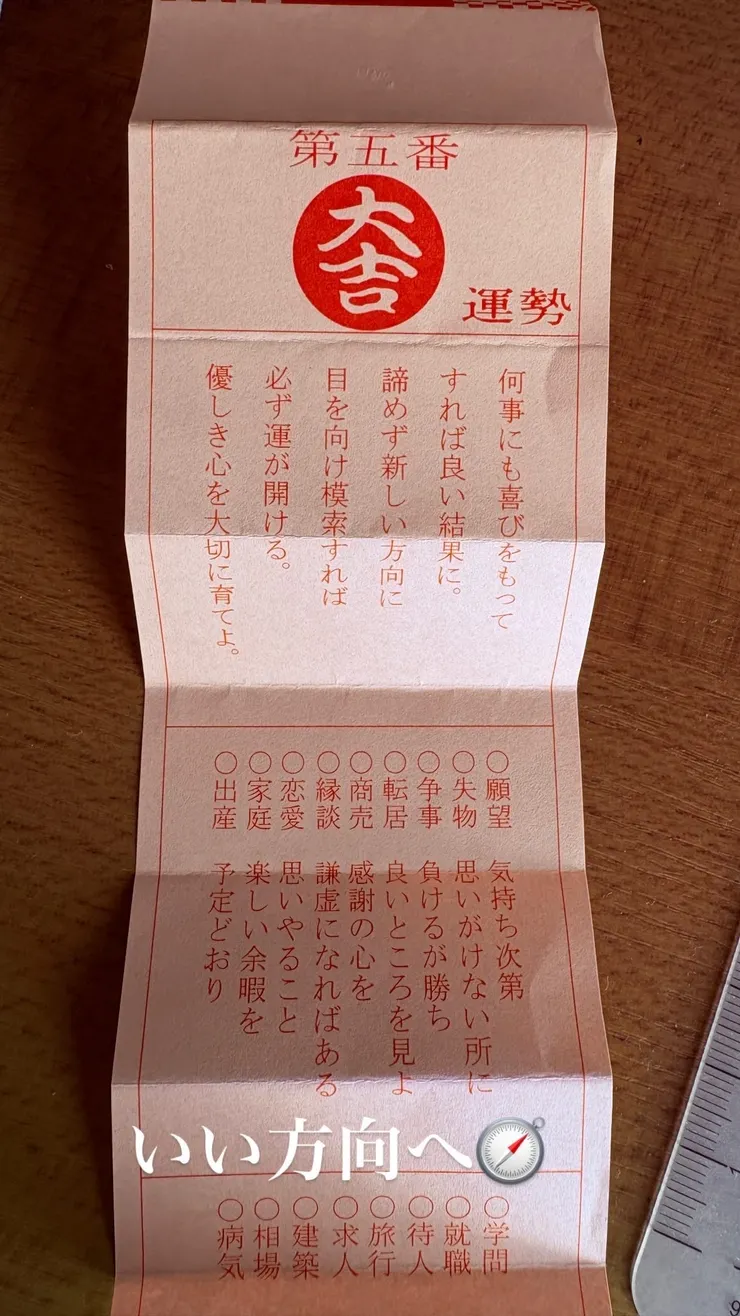 第五番
大吉
運勢
何事にも喜びをもって
すれば良い結果に。
諦めず新しい方向に
目を向け模索すれば
必ず運が開ける。
優しき心を大切に育てよ。
○願望 気持ち次第
○失物 思いがけない所に
○争事 負けるが勝ち
○転居 良いところを見よ
○商売 感謝の心を
○縁談 謙虚になればある
○恋愛 思いやること
○家庭 楽しい余暇を
○出産 予定どおり
いい方向へ
○学問
○就職
○待人
○旅行
○求人
○建築
○相場
○病気